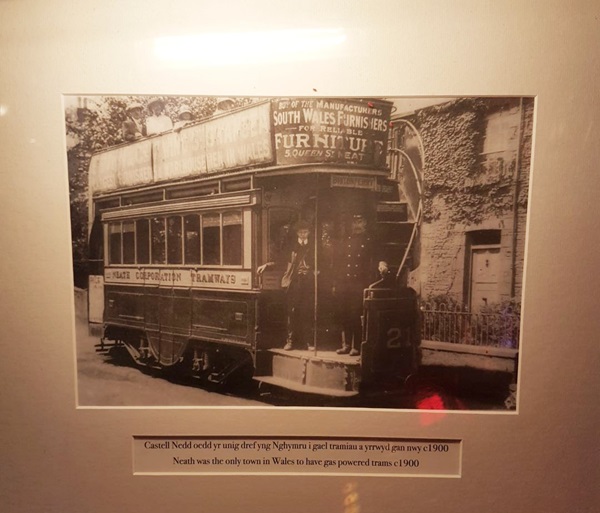 OF THE MANUFACTURERS
SOUTH WALES FURNISHERS
FOR RELIABLE
FURNITURE
5, QUEEN ST NEAT
NEATH CORPORATION TRAMWAYS
21
Castell Nedd oedd yr unig dref yng Nghymru i gael tramiau a yrrwyd gan nwy c1900
Neath was the only town in Wales to have gas powered trams c1900